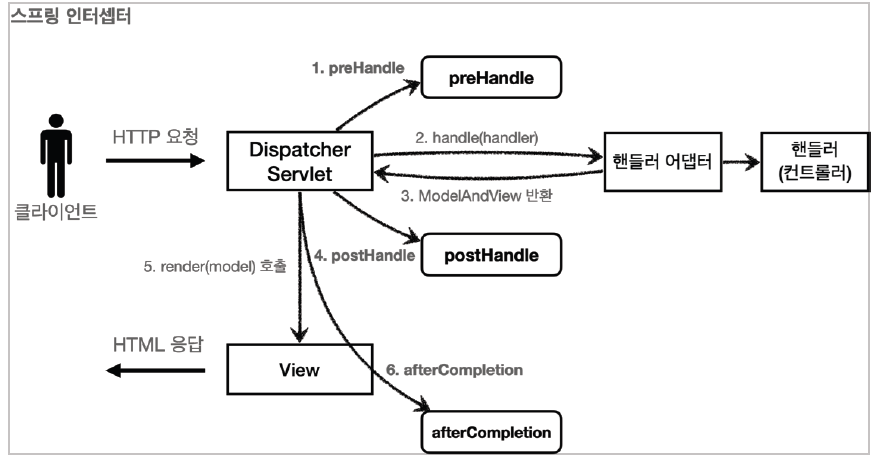 스프링 인터셉터
1. preHandle
preHandle
HTTP 요청
Dispatcher
Servlet
2. handle(handler)
핸들러 어댑터
핸들러
(컨트롤러)
3. ModelAndView 반환
클라이언트
4. postHandle
postHandle
5. render(model) 호출
HTML 응답
View
6. afterCompletion
afterCompletion